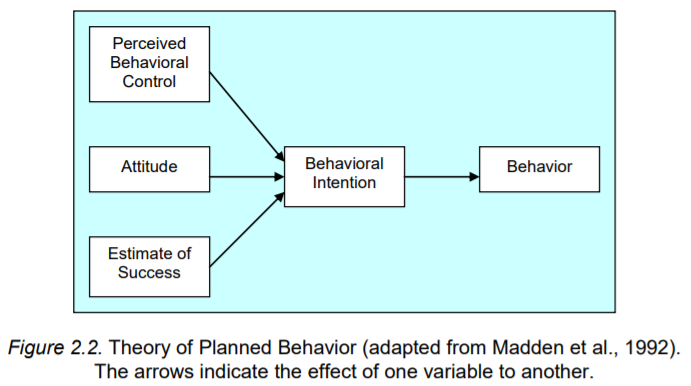 Perceived
Behavioral
Control
Attitude
Behavioral
Intention
Behavior
Estimate of
Success
Figure 2.2. Theory of Planned Behavior (adapted from Madden et al., 1992).
The arrows indicate the effect of one variable to another.